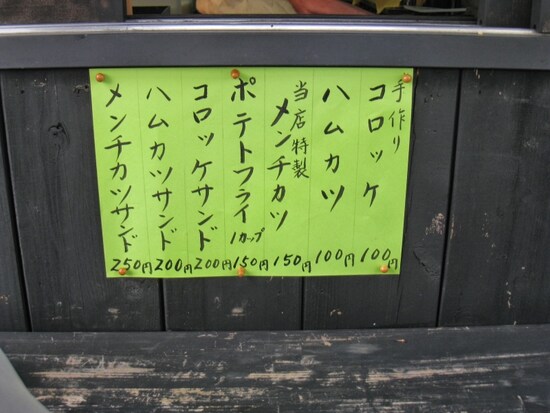 手作りコロッケ 100円
ハムカツ 100円
当店特製メンチカツ 150円
ポテトフライ 1カップ 150円
コロッケサンド 200円
ハムカツサンド 200円
メンチカツサンド 250円